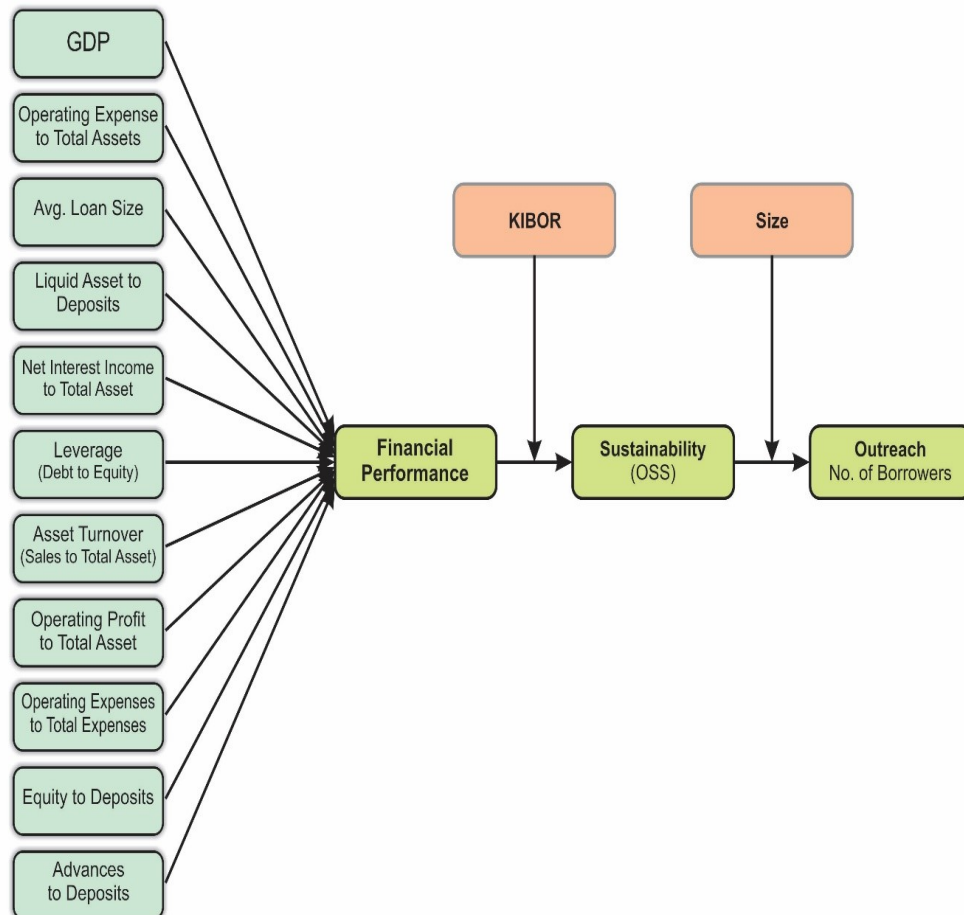 GDP
Operating Expense
to Total Assets
Avg. Loan Size
Liquid Asset to
Deposits
Net Interest Income
to Total Asset
Leverage
(Debt to Equity)
Asset Turnover
(Sales to Total Asset)
Operating Profit
to Total Asset
Operating Expenses
to Total Expenses
Equity to Deposits
Advances
to Deposits
KIBOR
Size
Financial
Performance
Sustainability
(OSS)
Outreach
No. of Borrowers